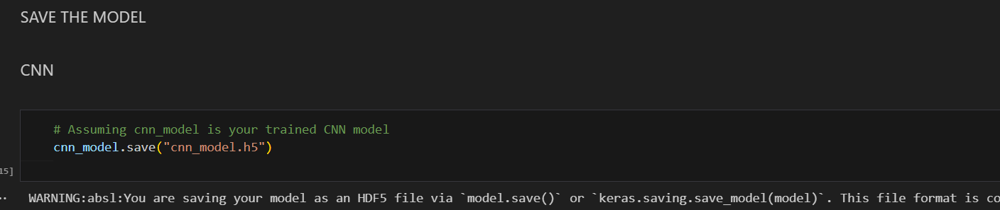 SAVE THE MODEL
CNN
# Assuming cnn_model is your trained CNN model
cnn_model.save("cnn_model.h5")
15]
WARNING:absl:You are saving your model as an HDF5 file via `model.save()` or `keras.saving.save_model(model)`. This file format is co